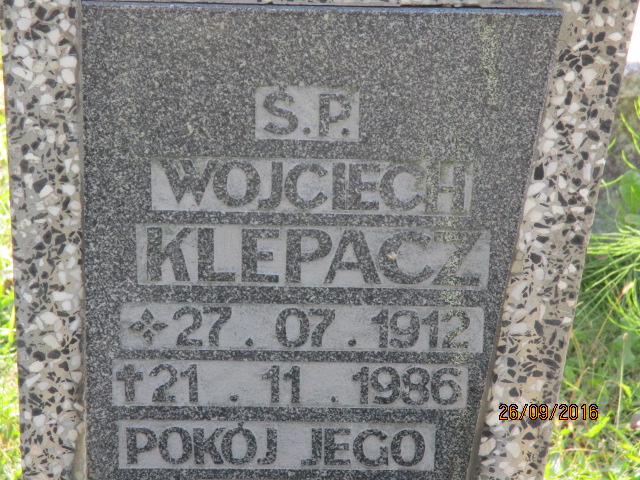 Ś.P.
WOJCIECH
KLEPACZ
27.07.1912
✝21.11.1986
POKÓJ JEGO
26/09/2016